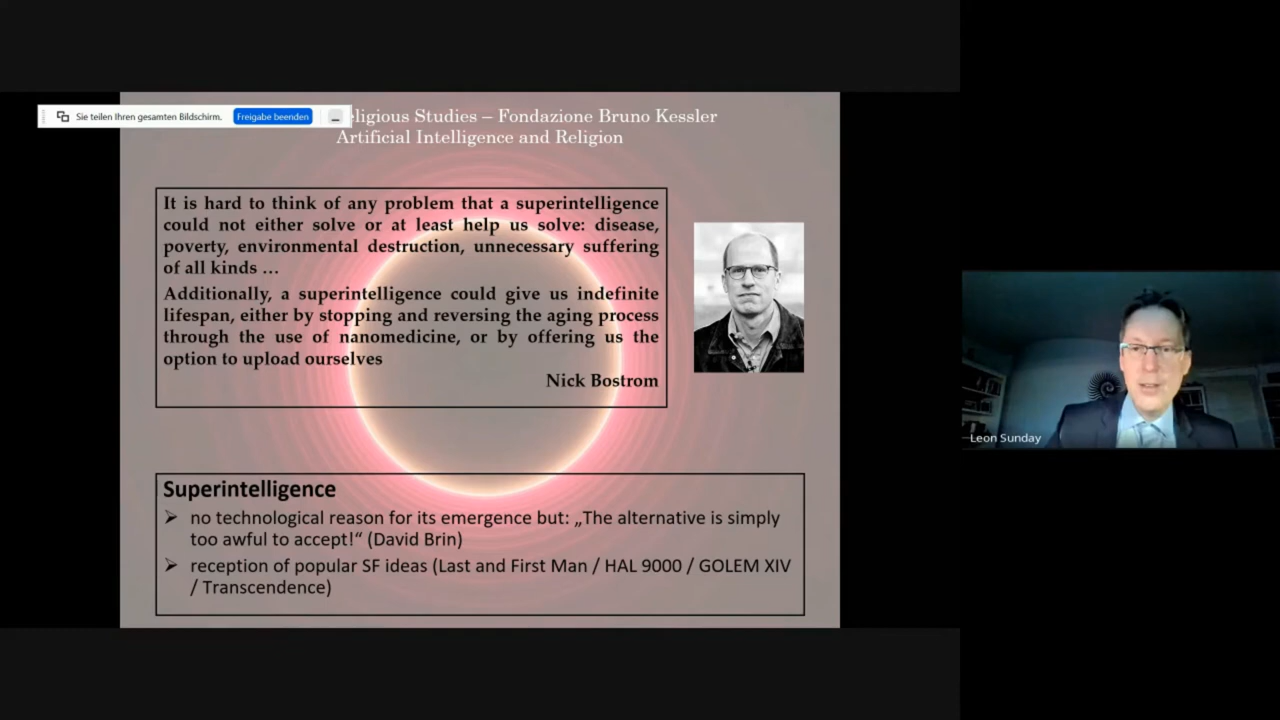 Sie teilen Ihren gesamten Bildschirm.
Freigabe beenden
eligious Studies – Fondazione Bruno Kessler
Artificial Intelligence and Religion
It is hard to think of any problem that a superintelligence
could not either solve or at least help us solve: disease,
poverty, environmental destruction, unnecessary suffering
of all kinds …
Additionally, a superintelligence could give us indefinite
lifespan, either by stopping and reversing the aging process
through the use of nanomedicine, or by offering us the
option to upload ourselves
Nick Bostrom
Superintelligence
➢ no technological reason for its emergence but: „The alternative is simply
too awful to accept!“ (David Brin)
➢ reception of popular SF ideas (Last and First Man / HAL 9000 / GOLEM XIV
/ Transcendence)
Leon Sunday